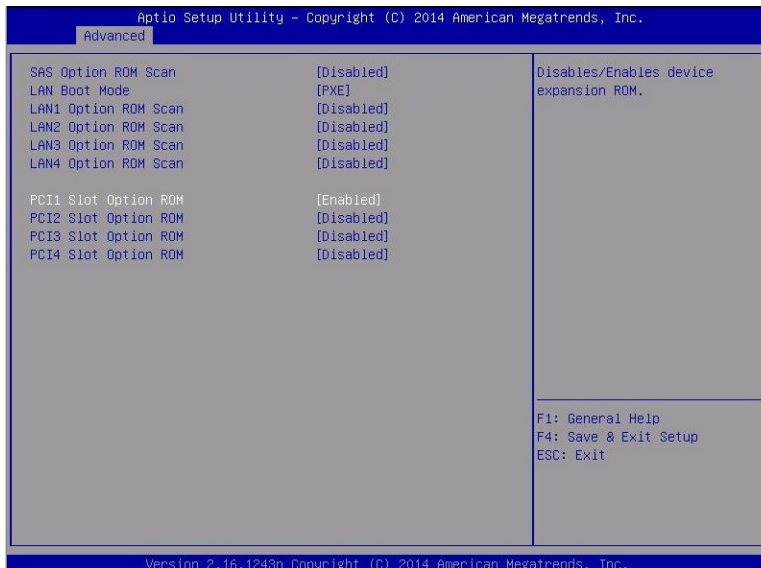 Aptio Setup Utility – Copyright (C) 2014 American Megatrends, Inc.
Advanced
SAS Option ROM Scan [Disabled]
LAN Boot Mode [PXE]
LAN1 Option ROM Scan [Disabled]
LAN2 Option ROM Scan [Disabled]
LAN3 Option ROM Scan [Disabled]
LAN4 Option ROM Scan [Disabled]
PCI1 Slot Option ROM [Enabled]
PCI2 Slot Option ROM [Disabled]
PCI3 Slot Option ROM [Disabled]
PCI4 Slot Option ROM [Disabled]
Disables/Enables device
expansion ROM.
F1: General Help
F4: Save & Exit Setup
ESC: Exit
Version 2.16.1243n Copyright (C) 2014 American Megatrends, Inc.